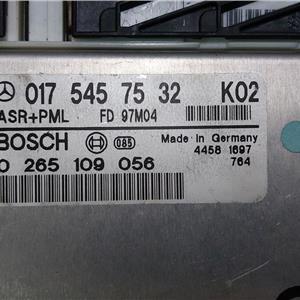 017 545 75 32 K02
ASR+PML FD 97M04
BOSCH 085 Made in Germany
0 265 109 056 4458 1697
764